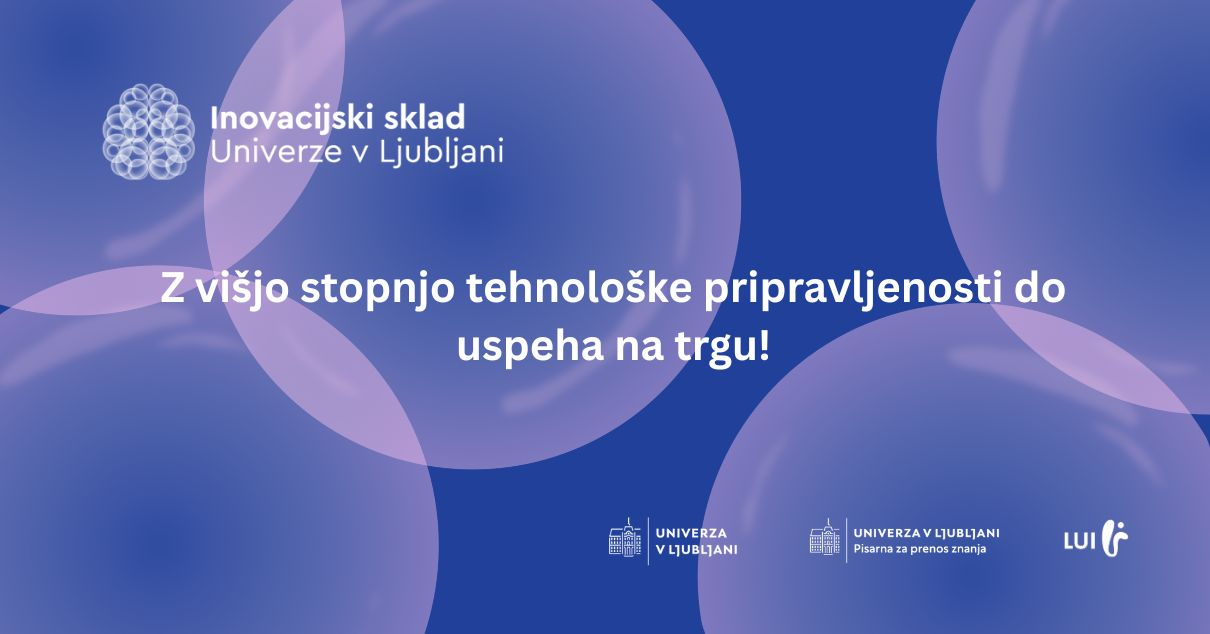 Inovacijski sklad
Univerze v Ljubljani
Z višjo stopnjo tehnološke pripravljenosti do
uspeha na trgu!
UNIVERZA
V LJUBLJANI
UNIVERZA V LJUBLJANI
Pisarna za prenos znanja
LUI